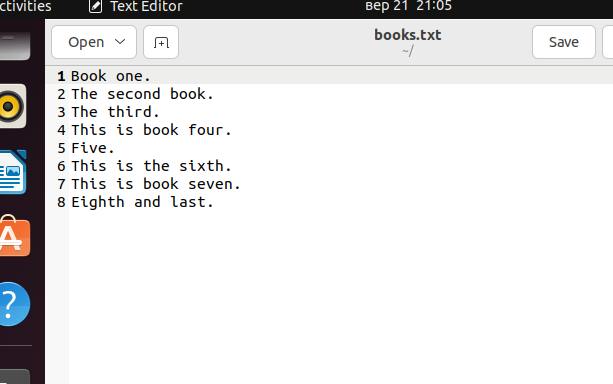 ctivities Text Editor вер 21 21:05
Open books.txt Save
~/
1 Book one.
2 The second book.
3 The third.
4 This is book four.
5 Five.
6 This is the sixth.
7 This is book seven.
8 Eighth and last.